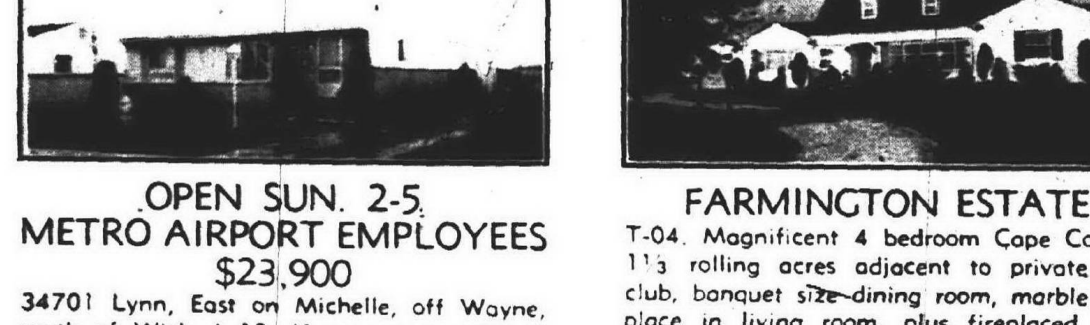 OPEN SUN. 2-5.
METRO AIRPORT EMPLOYEES
$23,900
34701 Lynn, East on Michelle, off Wayne,
FARMINGTON ESTATE
T-04. Magnificent 4 bedroom Cape Co
1 1/3 rolling acres adjacent to private
club, banquet size dining room, marble
place in living room, plus fireplaced